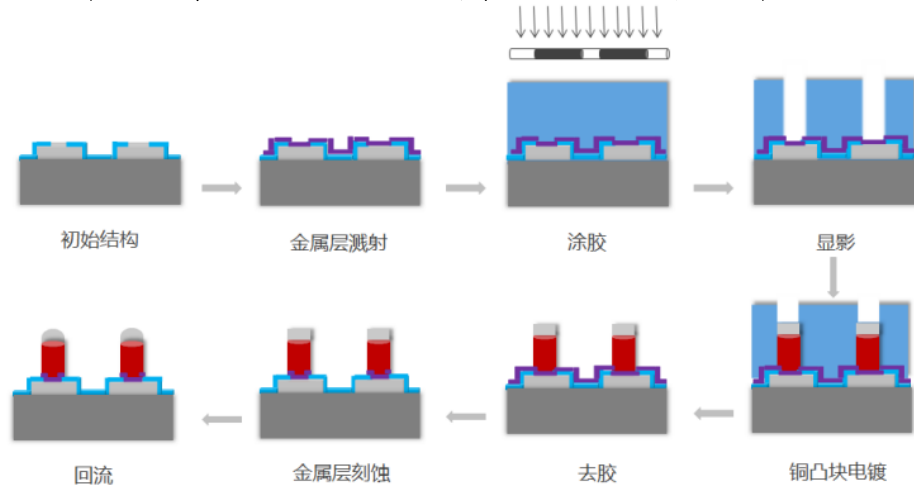 初始结构
金属层溅射
涂胶
显影
铜凸块电镀
去胶
金属层刻蚀
回流